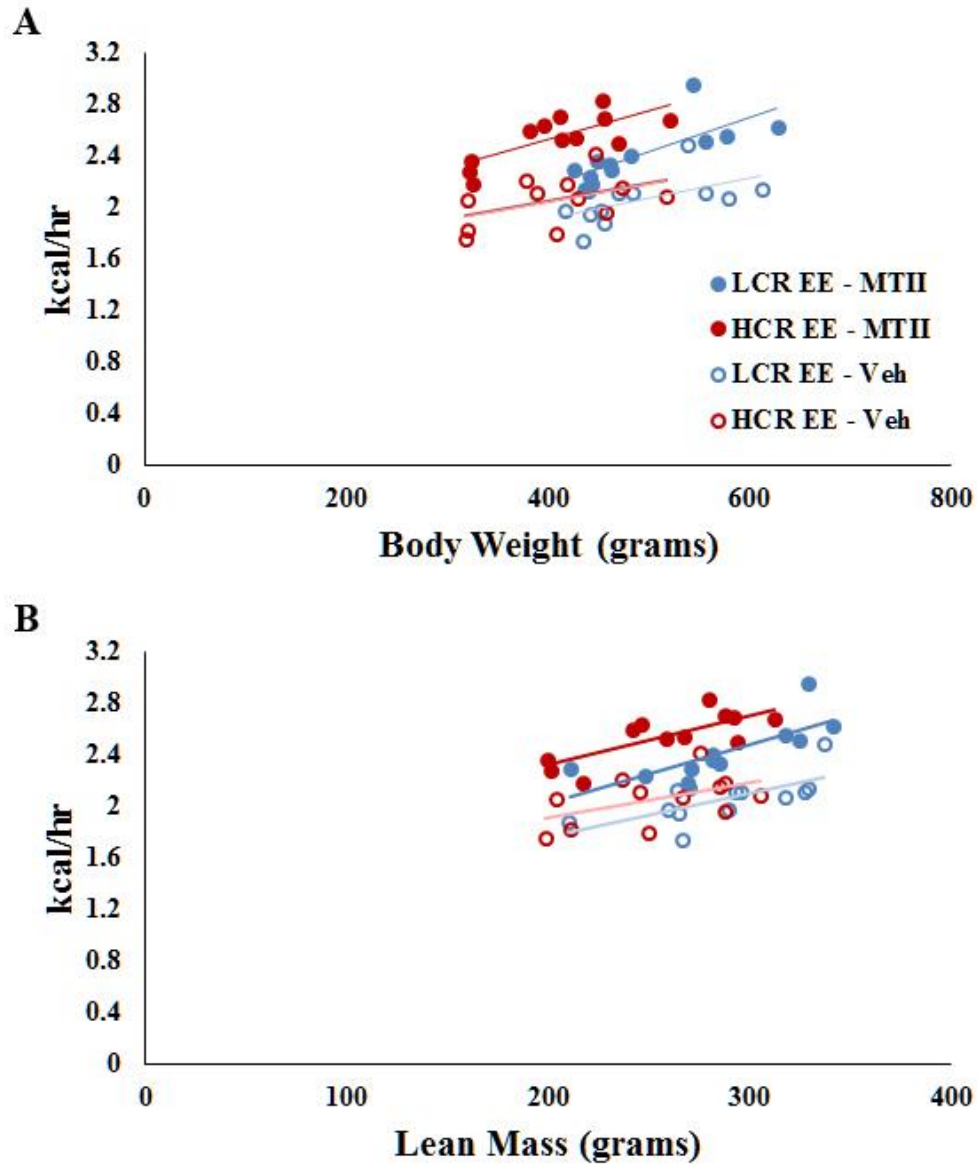 A
3.2
2.8
2.4
2
1.6
1.2
0.8
0.4
0
kcal/hr
LCR EE - MTII
HCR EE - MTII
LCR EE - Veh
HCR EE - Veh
0 200 400 600 800
Body Weight (grams)
B
3.2
2.8
2.4
2
1.6
1.2
0.8
0.4
0
kcal/hr
0 100 200 300 400
Lean Mass (grams)